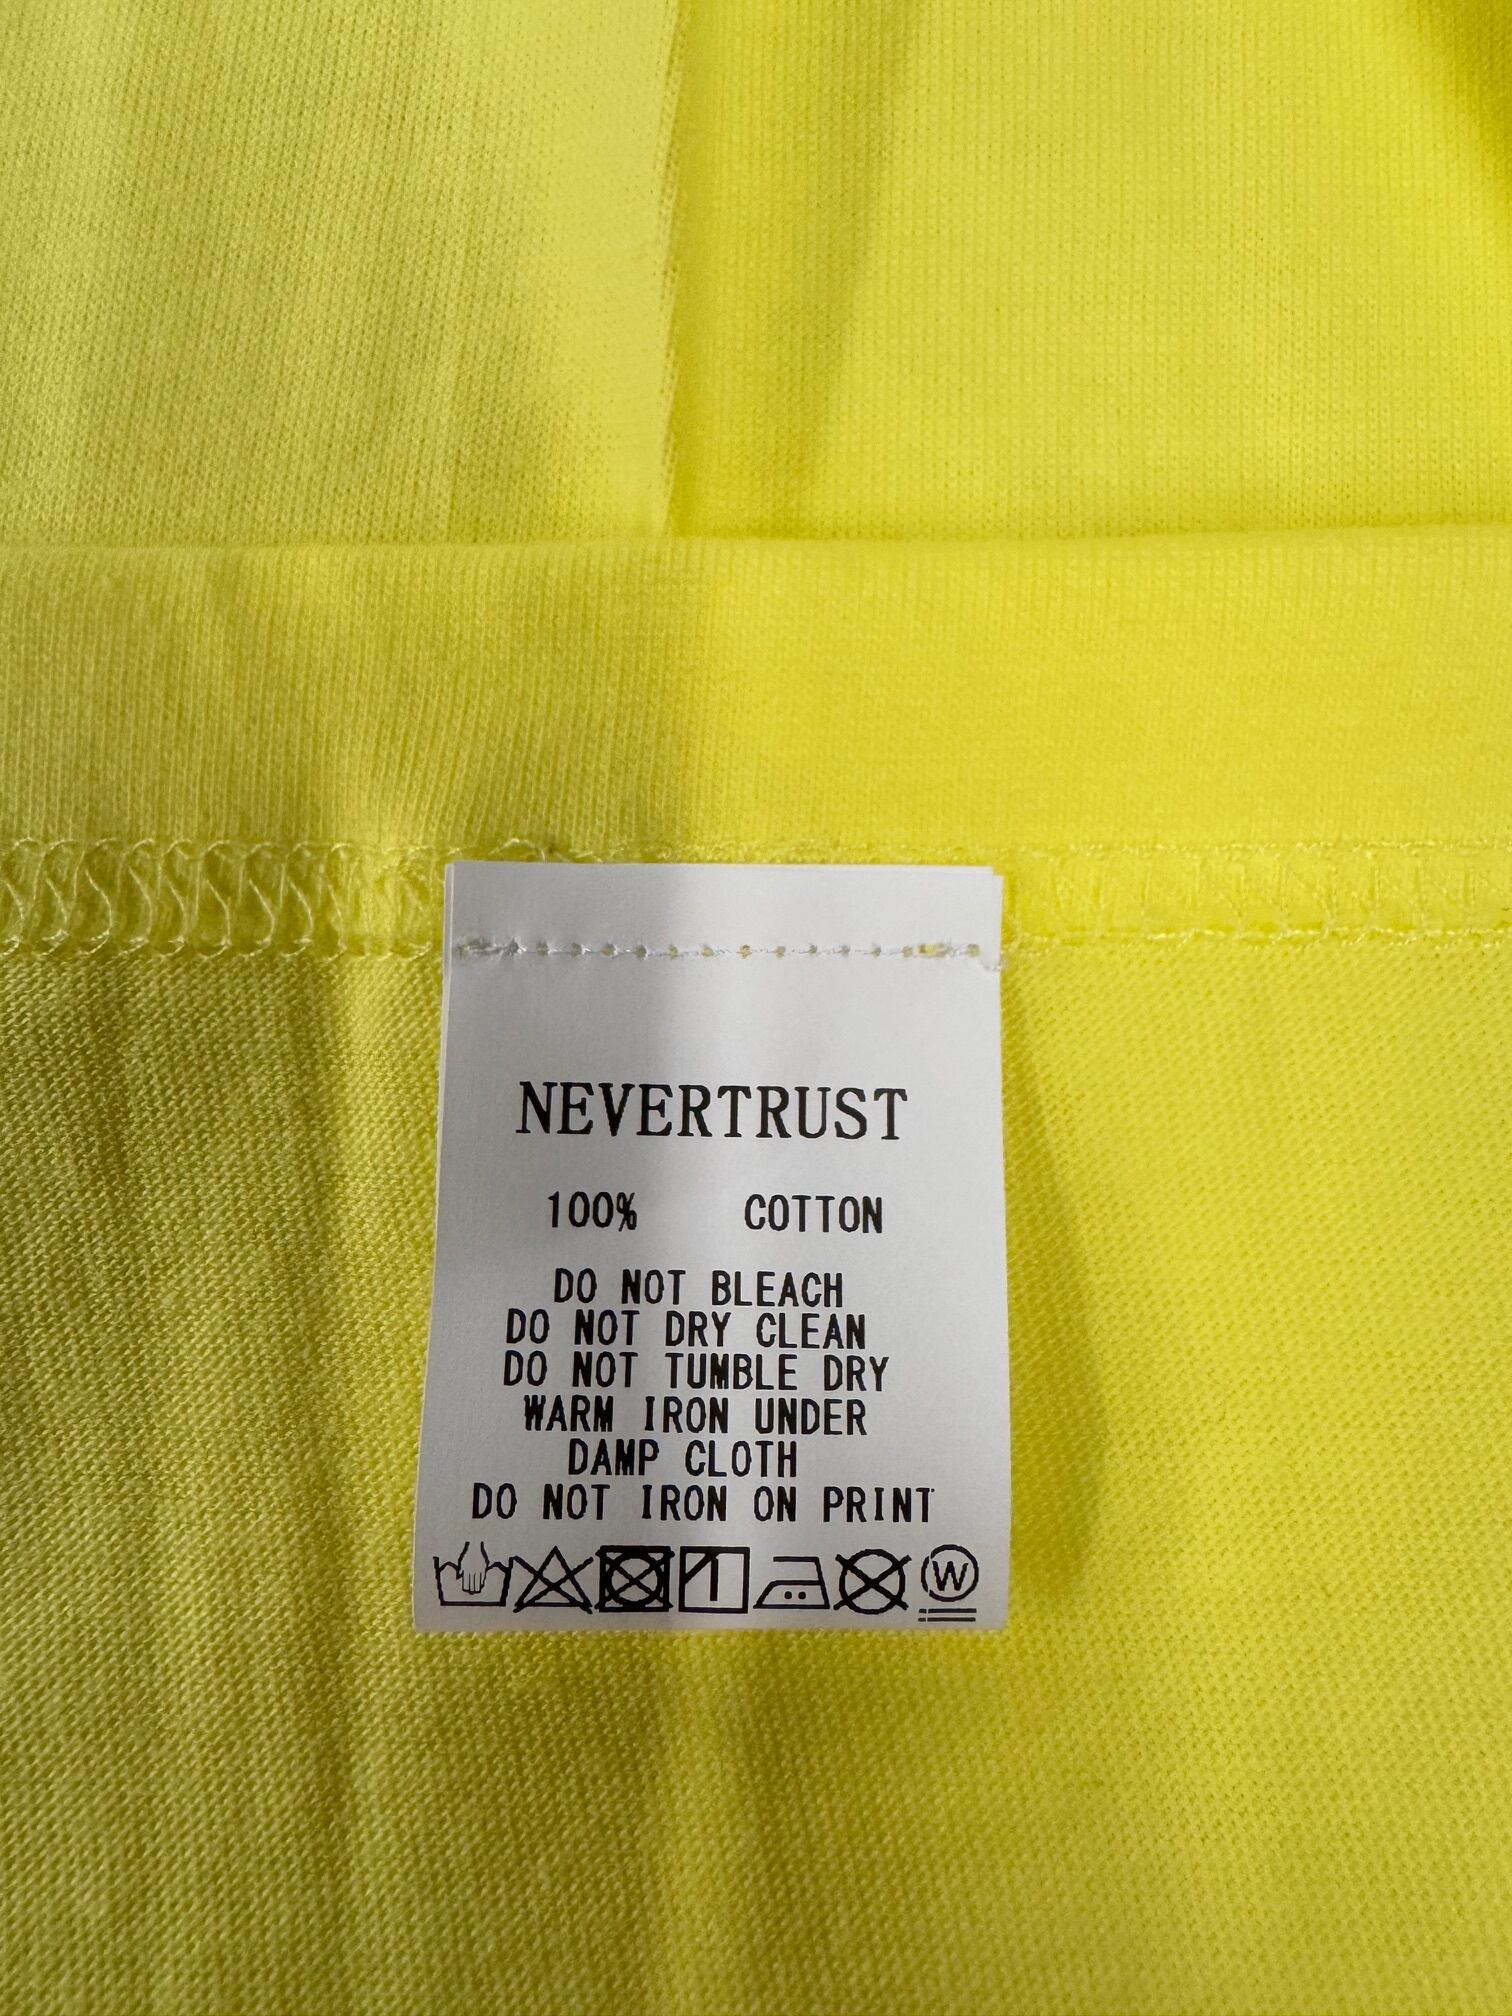 NEVERTRUST
100% COTTON
DO NOT BLEACH
DO NOT DRY CLEAN
DO NOT TUMBLE DRY
WARM IRON UNDER
DAMP CLOTH
DO NOT IRON ON PRINT
W